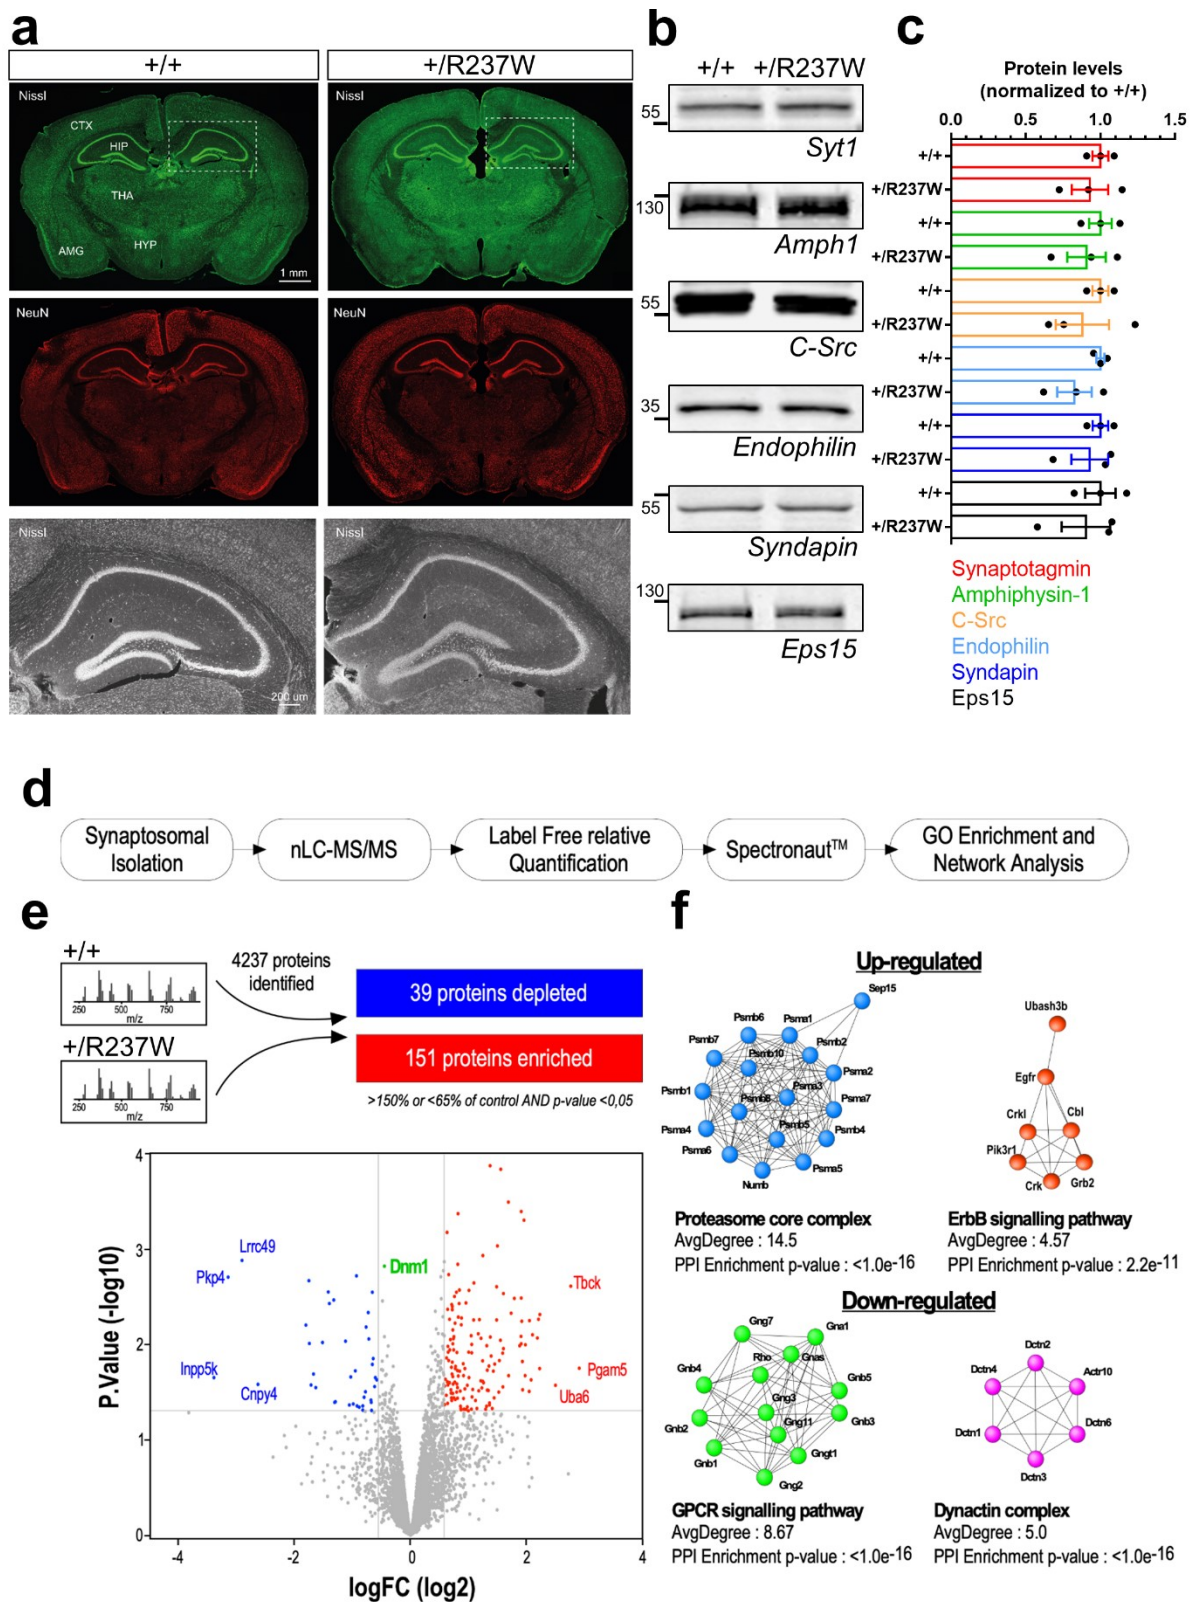 a
+/+
+/R237W
Nissl
CTX
HIP
THA
AMG
HYP
1 mm
Nissl
NeuN
NeuN
Nissl
200 um
Nissl
b
+/+ +/R237W
55
Syt1
130
Amph1
55
C-Src
35
Endophilin
55
Syndapin
130
Eps15
c
Protein levels
(normalized to +/+)
0.0 0.5 1.0 1.5
+/+
+/R237W
+/+
+/R237W
+/+
+/R237W
+/+
+/R237W
+/+
+/R237W
+/+
+/R237W
Synaptotagmin
Amphiphysin-1
C-Src
Endophilin
Syndapin
Eps15
d
Synaptosomal
Isolation
nLC-MS/MS
Label Free relative
Quantification
Spectronaut™
GO Enrichment and
Network Analysis
e
+/+
250 500 750
m/z
+/R237W
250 500 750
m/z
4237 proteins
identified
39 proteins depleted
151 proteins enriched
>150% or <65% of control AND p-value <0,05
P.Value (-log10)
4
3
2
1
0
Lrrc49
Pkp4
Dnm1
Tbck
Inpp5k
Cnpy4
Pgam5
Uba6
-4 -2 0 2 4
logFC (log2)
f
Up-regulated
Sep15
Psmb6
Psma1
Psmb7
Psmb10
Psmb2
Psma2
Psmb1
Psmb8
Psma3
Psma7
Psma4
Psmb5
Psmb4
Psma6
Psma5
Numb
Proteasome core complex
AvgDegree : 14.5
PPI Enrichment p-value : <1.0e-16
Ubash3b
Egfr
Crkl
Cbl
Pik3r1
Crk
Grb2
ErbB signalling pathway
AvgDegree : 4.57
PPI Enrichment p-value : 2.2e-11
Down-regulated
Gng7
Gna1
Rho
Gnas
Gnb4
Gnb5
Gng3
Gnb2
Gng11
Gnb3
Gnb1
Gngt1
Gng2
GPCR signalling pathway
AvgDegree : 8.67
PPI Enrichment p-value : <1.0e-16
Dctn2
Dctn4
Actr10
Dctn1
Dctn6
Dctn3
Dynactin complex
AvgDegree : 5.0
PPI Enrichment p-value : <1.0e-16